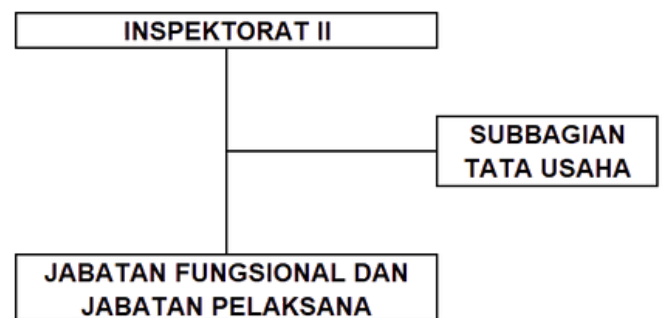 INSPEKTORAT II
SUBBAGIAN
TATA USAHA
JABATAN FUNGSIONAL DAN
JABATAN PELAKSANA